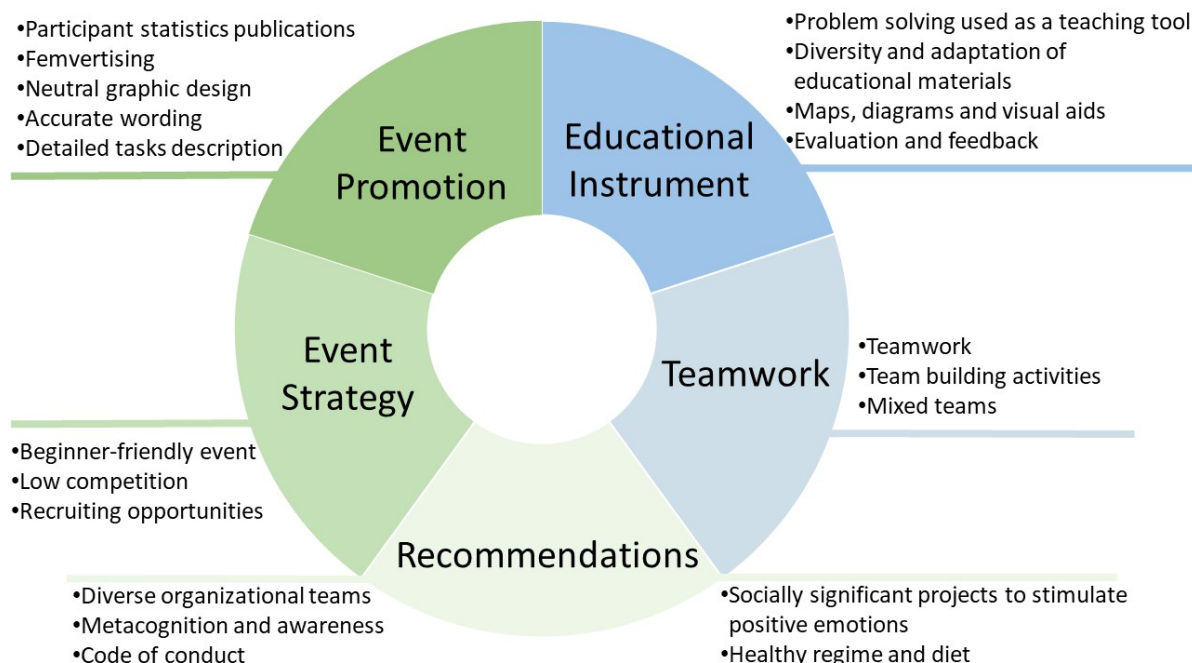 •Participant statistics publications
•Femvertising
•Neutral graphic design
•Accurate wording
•Detailed tasks description
Event
Promotion
Educational
Instrument
•Problem solving used as a teaching tool
•Diversity and adaptation of
educational materials
•Maps, diagrams and visual aids
•Evaluation and feedback
Event
Strategy
•Beginner-friendly event
•Low competition
•Recruiting opportunities
Teamwork
•Teamwork
•Team building activities
•Mixed teams
Recommendations
•Diverse organizational teams
•Metacognition and awareness
•Code of conduct
•Socially significant projects to stimulate
positive emotions
•Healthy regime and diet